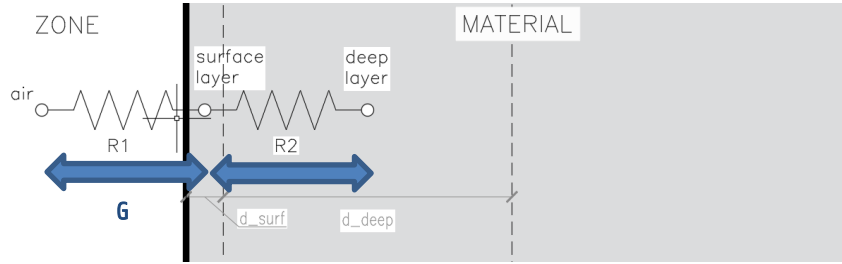 ZONE
MATERIAL
surface
layer
deep
layer
air
R1
R2
G
d_surf
d_deep